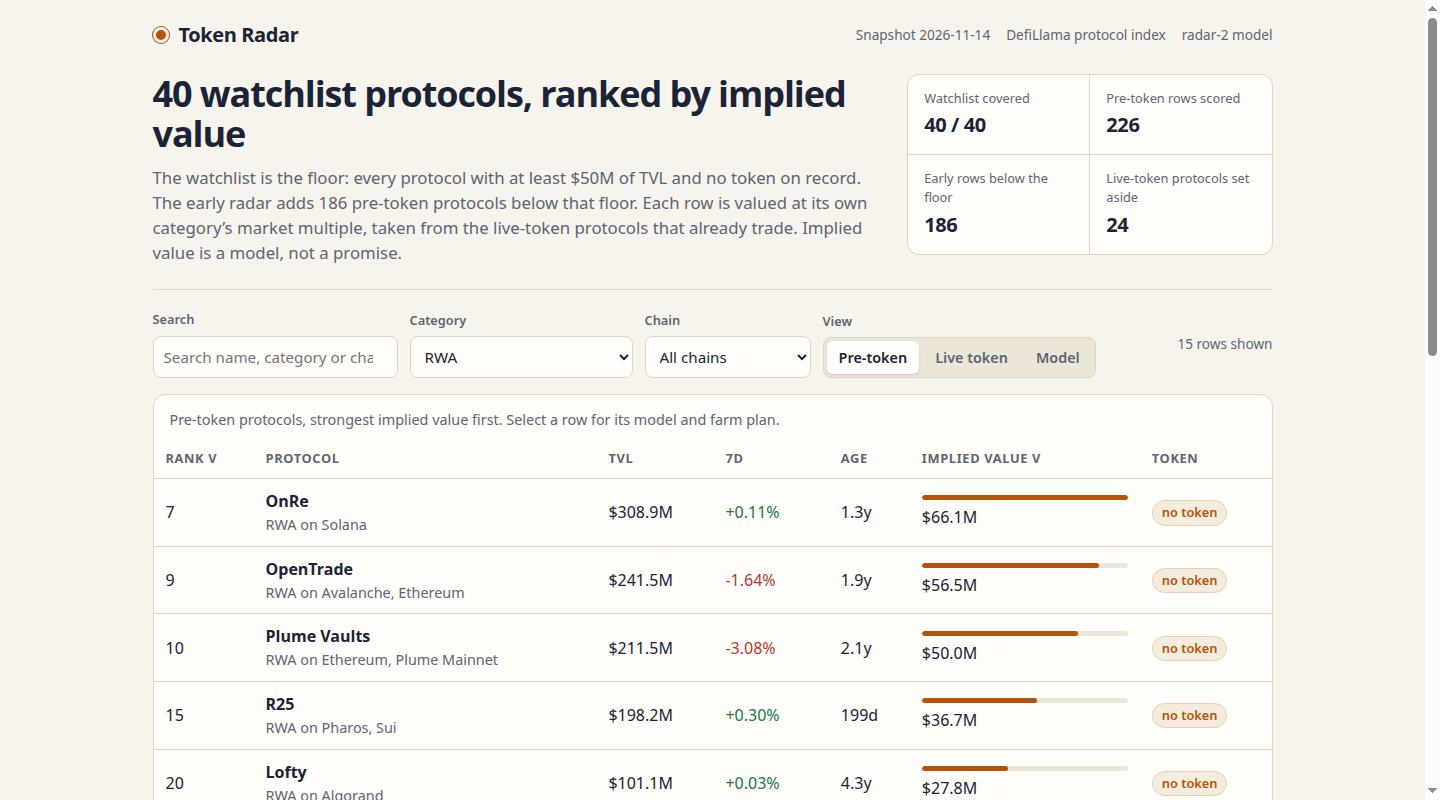 Token Radar
Snapshot 2026-11-14 DefiLlama protocol index radar-2 model
40 watchlist protocols, ranked by implied
value
The watchlist is the floor: every protocol with at least $50M of TVL and no token on record.
The early radar adds 186 pre-token protocols below that floor. Each row is valued at its own
category’s market multiple, taken from the live-token protocols that already trade. Implied
value is a model, not a promise.
Watchlist covered
40 / 40
Pre-token rows scored
226
Early rows below the
floor
186
Live-token protocols set
aside
24
Search
Search name, category or cha
Category
RWA
Chain
All chains
View
Pre-token Live token Model
15 rows shown
Pre-token protocols, strongest implied value first. Select a row for its model and farm plan.
RANK V PROTOCOL TVL 7D AGE IMPLIED VALUE V TOKEN
7 OnRe $308.9M +0.11% 1.3y $66.1M no token
RWA on Solana
9 OpenTrade $241.5M -1.64% 1.9y $56.5M no token
RWA on Avalanche, Ethereum
10 Plume Vaults $211.5M -3.08% 2.1y $50.0M no token
RWA on Ethereum, Plume Mainnet
15 R25 $198.2M +0.30% 199d $36.7M no token
RWA on Pharos, Sui
20 Lofty $101.1M +0.03% 4.3y $27.8M no token
RWA on Algorand